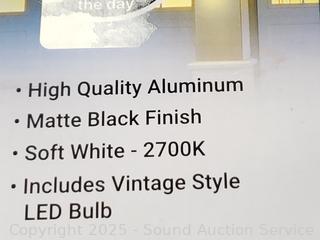 the day
• High Quality Aluminum
• Matte Black Finish
• Soft White - 2700K
• Includes Vintage Style
LED Bulb
Copyright 2025 - Sound Auction Service